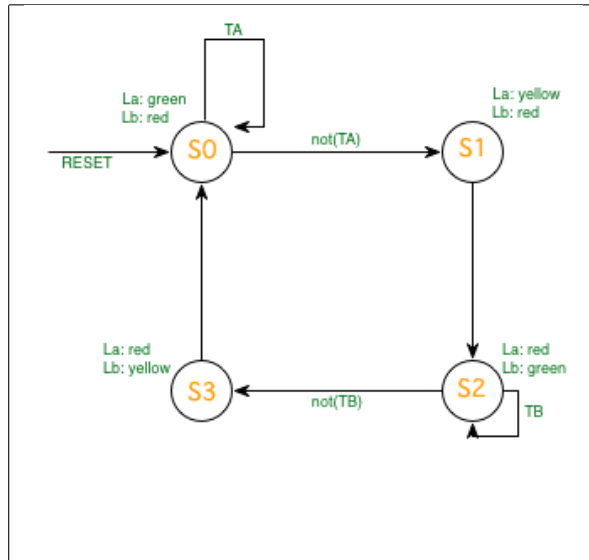 TA
La: green
Lb: red
La: yellow
Lb: red
S0
not(TA)
S1
RESET
La: red
Lb: yellow
La: red
Lb: green
S3
not(TB)
S2
TB